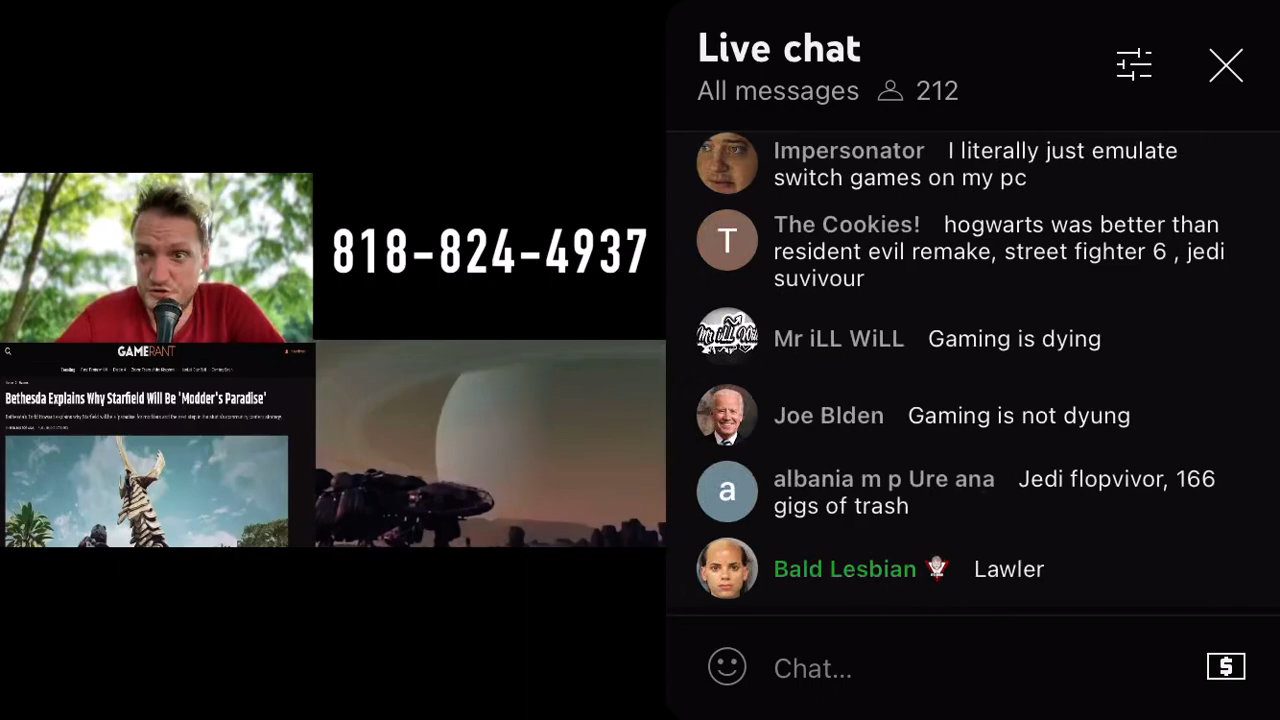 818-824-4937
GAMERANT
Bethesda Explains Why Starfield Will Be 'Modder's Paradise'
Live chat
All messages 212
Impersonator I literally just emulate
switch games on my pc
T The Cookies! hogwarts was better than
resident evil remake, street fighter 6 , jedi
suvivour
Mr iLL WiLL Gaming is dying
Joe Blden Gaming is not dyung
a albania m p Ure ana Jedi flopvivor, 166
gigs of trash
Bald Lesbian Lawler
Chat...
$